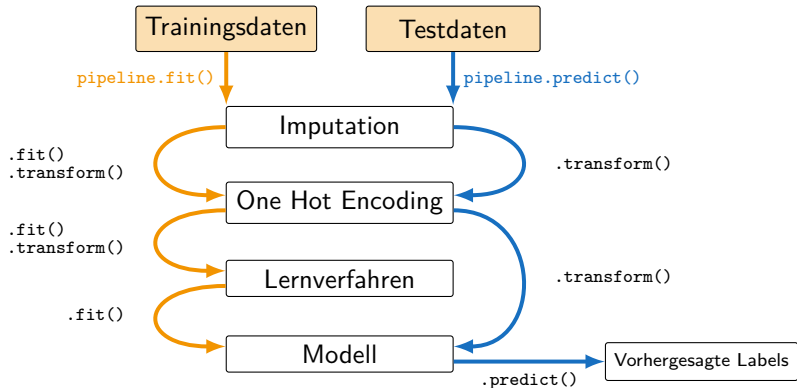 Trainingsdaten
Testdaten
pipeline.fit()
pipeline.predict()
Imputation
.fit()
.transform()
.transform()
One Hot Encoding
.fit()
.transform()
Lernverfahren
.transform()
.fit()
Modell
Vorhergesagte Labels
.predict()